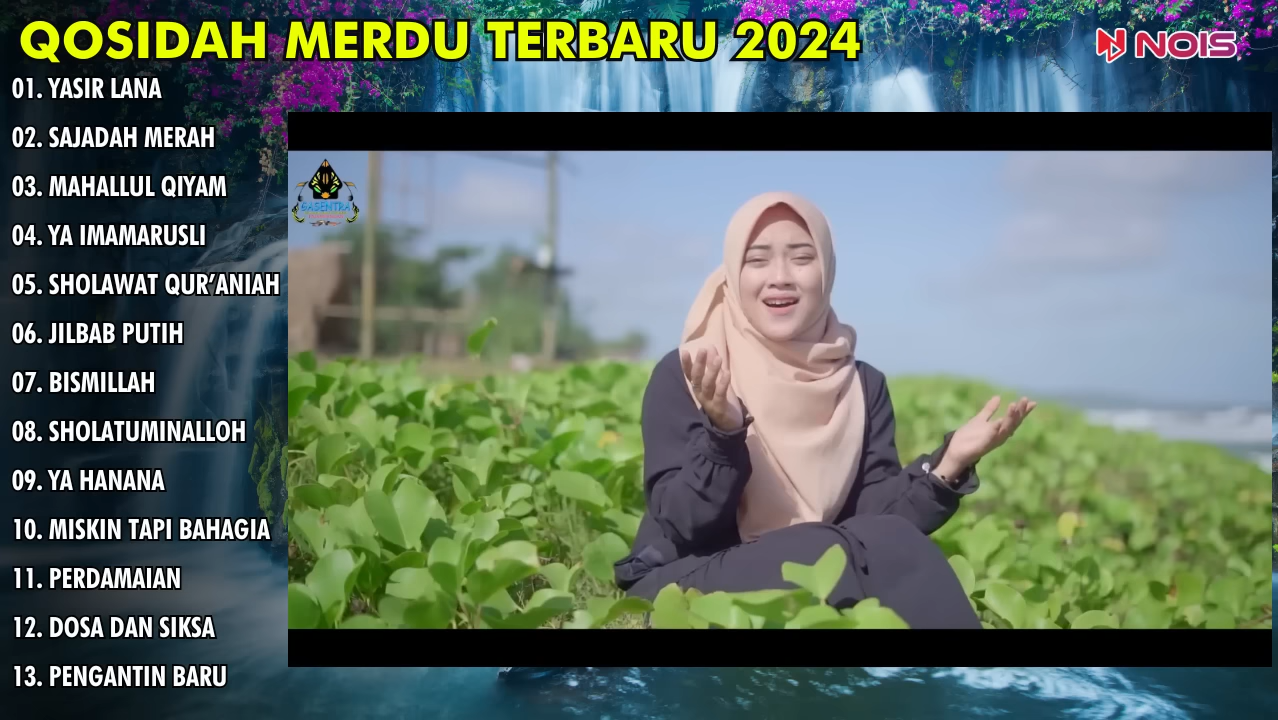 QOSIDAH MERDU TERBARU 2024
NOIS
01. YASIR LANA
02. SAJADAH MERAH
03. MAHALLUL QIYAM
04. YA IMAMARUSLI
05. SHOLAWAT QUR'ANIAH
06. JILBAB PUTIH
07. BISMILLAH
08. SHOLATUMINALLOH
09. YA HANANA
10. MISKIN TAPI BAHAGIA
11. PERDAMAIAN
12. DOSA DAN SIKSA
13. PENGANTIN BARU
GASENTRA